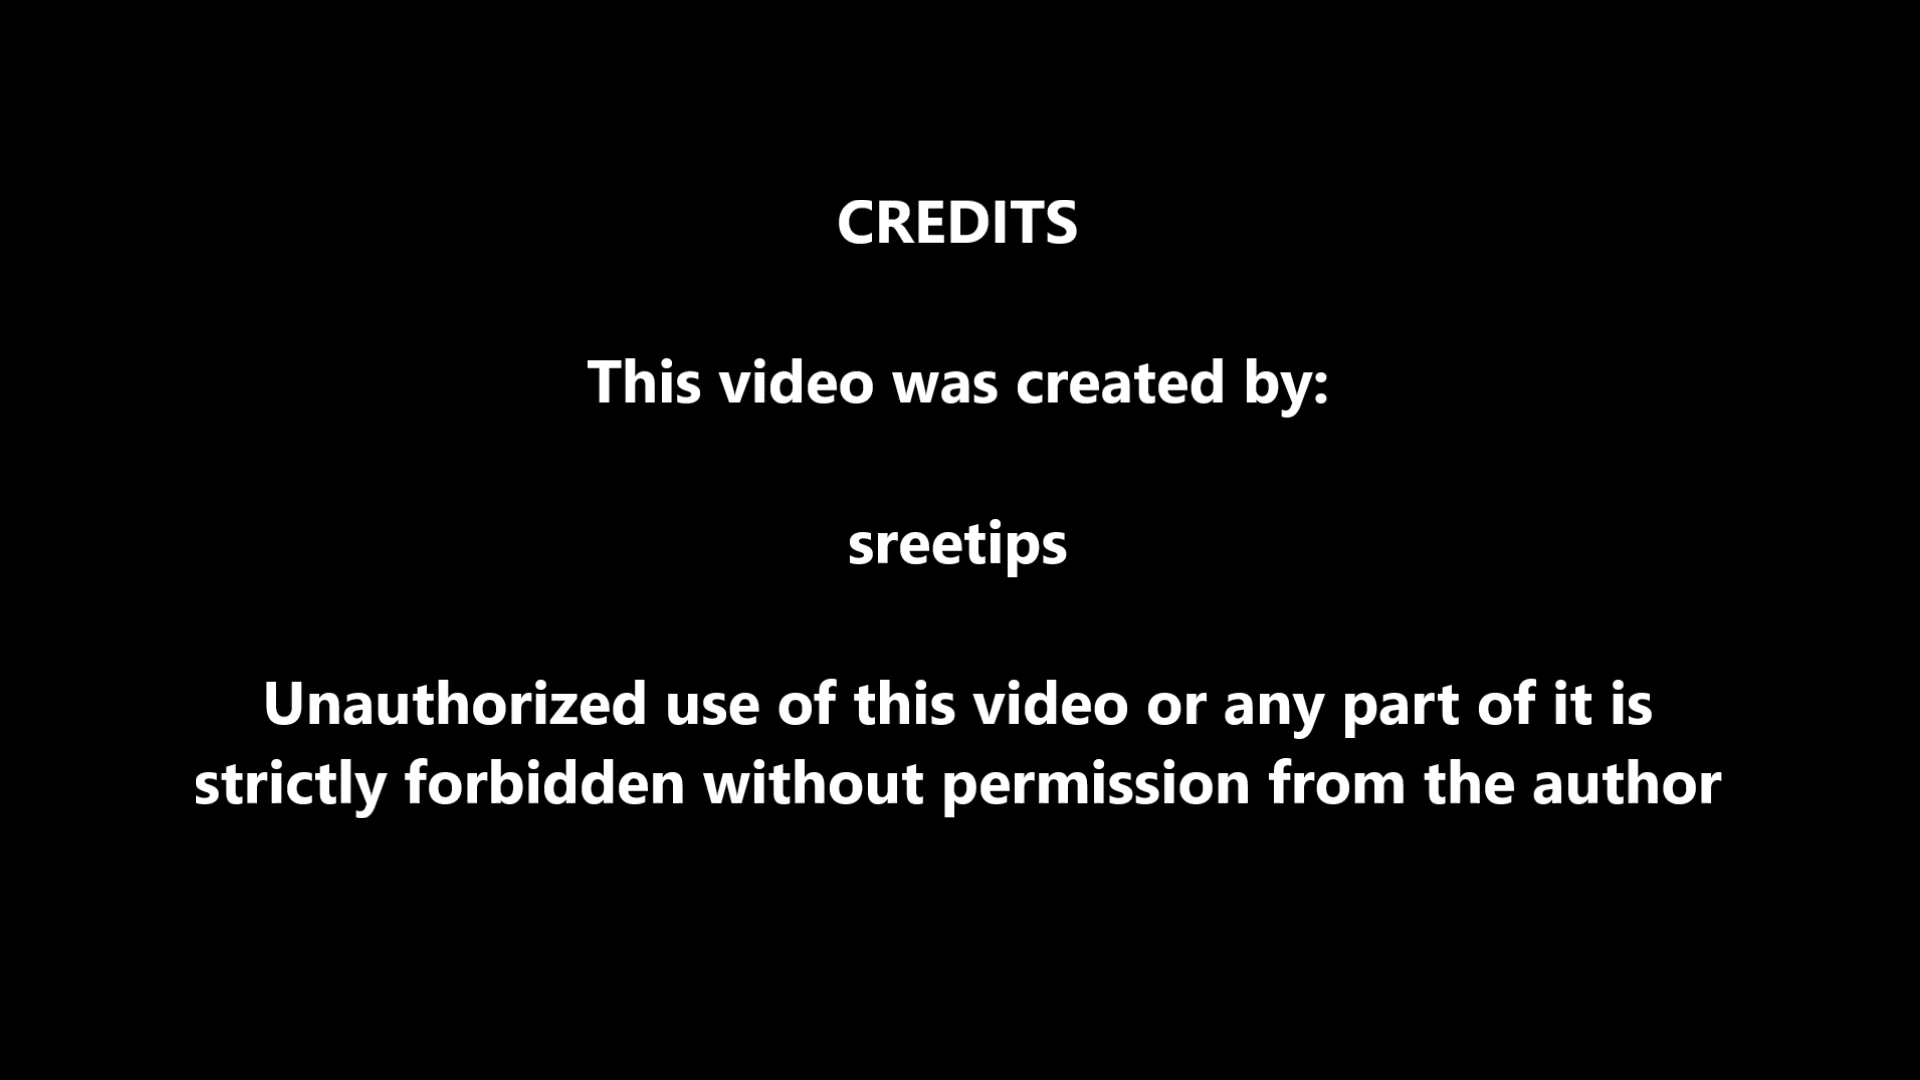 CREDITS
This video was created by:
sreetips
Unauthorized use of this video or any part of it is
strictly forbidden without permission from the author